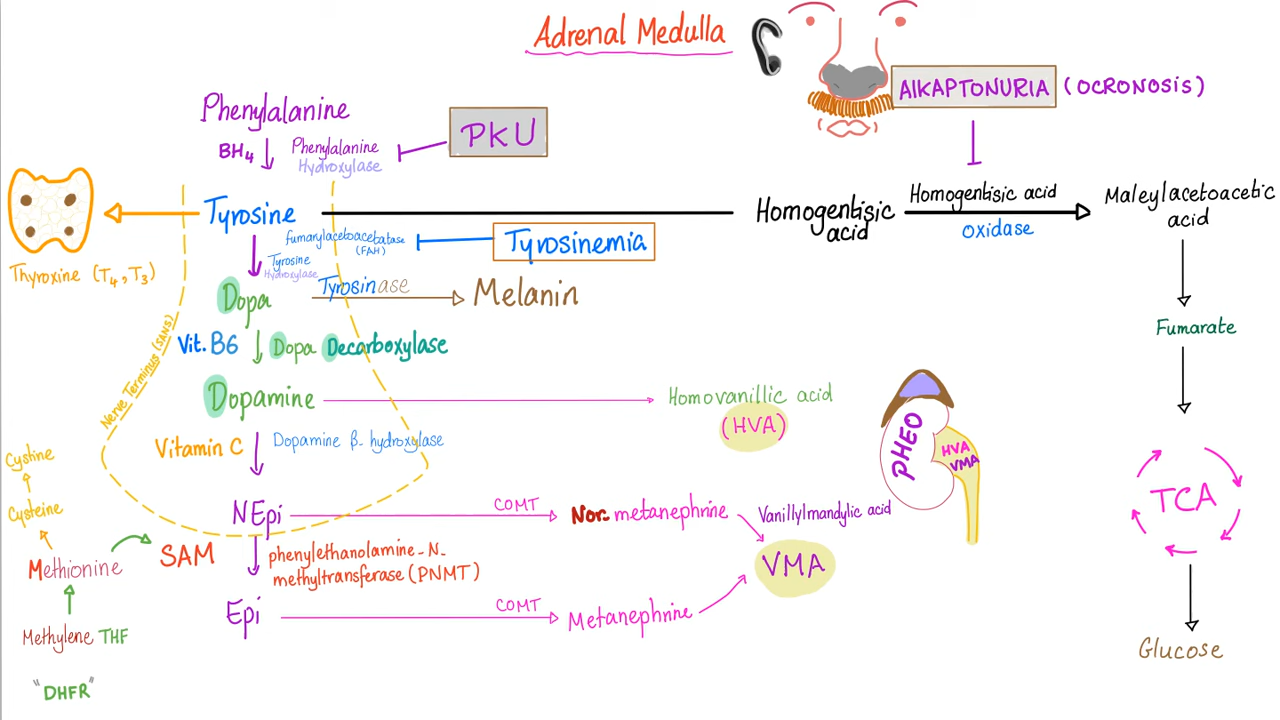 Adrenal Medulla
AlKAPTONURIA (OCRONOSIS)
Phenylalanine
BH4
Phenylalanine
Hydroxylase
PKU
Tyrosine
Homogentisic
acid
Homogentisic acid
oxidase
Maleylacetoacetic
acid
Thyroxine (T4, T3)
fumarylacetoacetatase
(FAH)
Tyrosinemia
Tyrosine
Hydroxylase
Dopa
Tyrosinase
Melanin
Fumarate
Nerve Terminus (SANS)
Vit. B6
Dopa Decarboxylase
Dopamine
Homovanillic acid
(HVA)
PHEO
HVA
VMA
Vitamin C
Dopamine β-hydroxylase
TCA
Cystine
Cysteine
Methionine
SAM
NEpi
COMT
Nor-metanephrine
Vanillylmandylic acid
VMA
phenylethanolamine-N-
methyltransferase (PNMT)
Epi
COMT
Metanephrine
Methylene THF
"DHFR"
Glucose